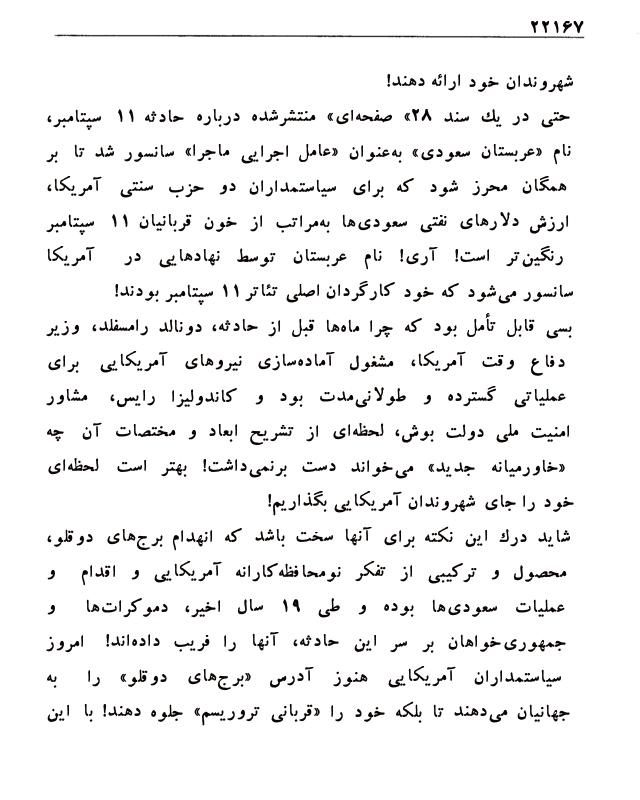 ۲۲۱۶۷
شهروندان خود ارائه دهند!
حتی در یك سند ۲۸» صفحه‌ای» منتشرشده درباره حادثه ۱۱ سپتامبر،
نام «عربستان سعودی» به‌عنوان «عامل اجرایی ماجرا» سانسور شد تا بر
همگان محرز شود که برای سیاستمداران دو حزب سنتی آمریکا،
ارزش دلارهای نفتی سعودی‌ها به‌مراتب از خون قربانیان ۱۱ سپتامبر
رنگین‌تر است! آری! نام عربستان توسط نهادهایی در آمریکا
سانسور می‌شود که خود کارگردان اصلی تئاتر ۱۱ سپتامبر بودند!
بسی قابل تأمل بود که چرا ماه‌ها قبل از حادثه، دونالد رامسفلد، وزیر
دفاع وقت آمریکا، مشغول آماده‌سازی نیروهای آمریکایی برای
عملیاتی گسترده و طولانی‌مدت بود و کاندولیزا رایس، مشاور
امنیت ملی دولت بوش، لحظه‌ای از تشریح ابعاد و مختصات آن چه
«خاورمیانه جدید» می‌خواند دست برنمی‌داشت! بهتر است لحظه‌ای
خود را جای شهروندان آمریکایی بگذاریم!
شاید درك این نکته برای آنها سخت باشد که انهدام برج‌های دوقلو،
محصول و ترکیبی از تفکر نومحافظه‌کارانه آمریکایی و اقدام و
عملیات سعودی‌ها بوده و طی ۱۹ سال اخیر، دموکرات‌ها و
جمهوری‌خواهان بر سر این حادثه، آنها را فریب داده‌اند! امروز
سیاستمداران آمریکایی هنوز آدرس «برج‌های دوقلو» را به
جهانیان می‌دهند تا بلکه خود را «قربانی تروریسم» جلوه دهند! با این